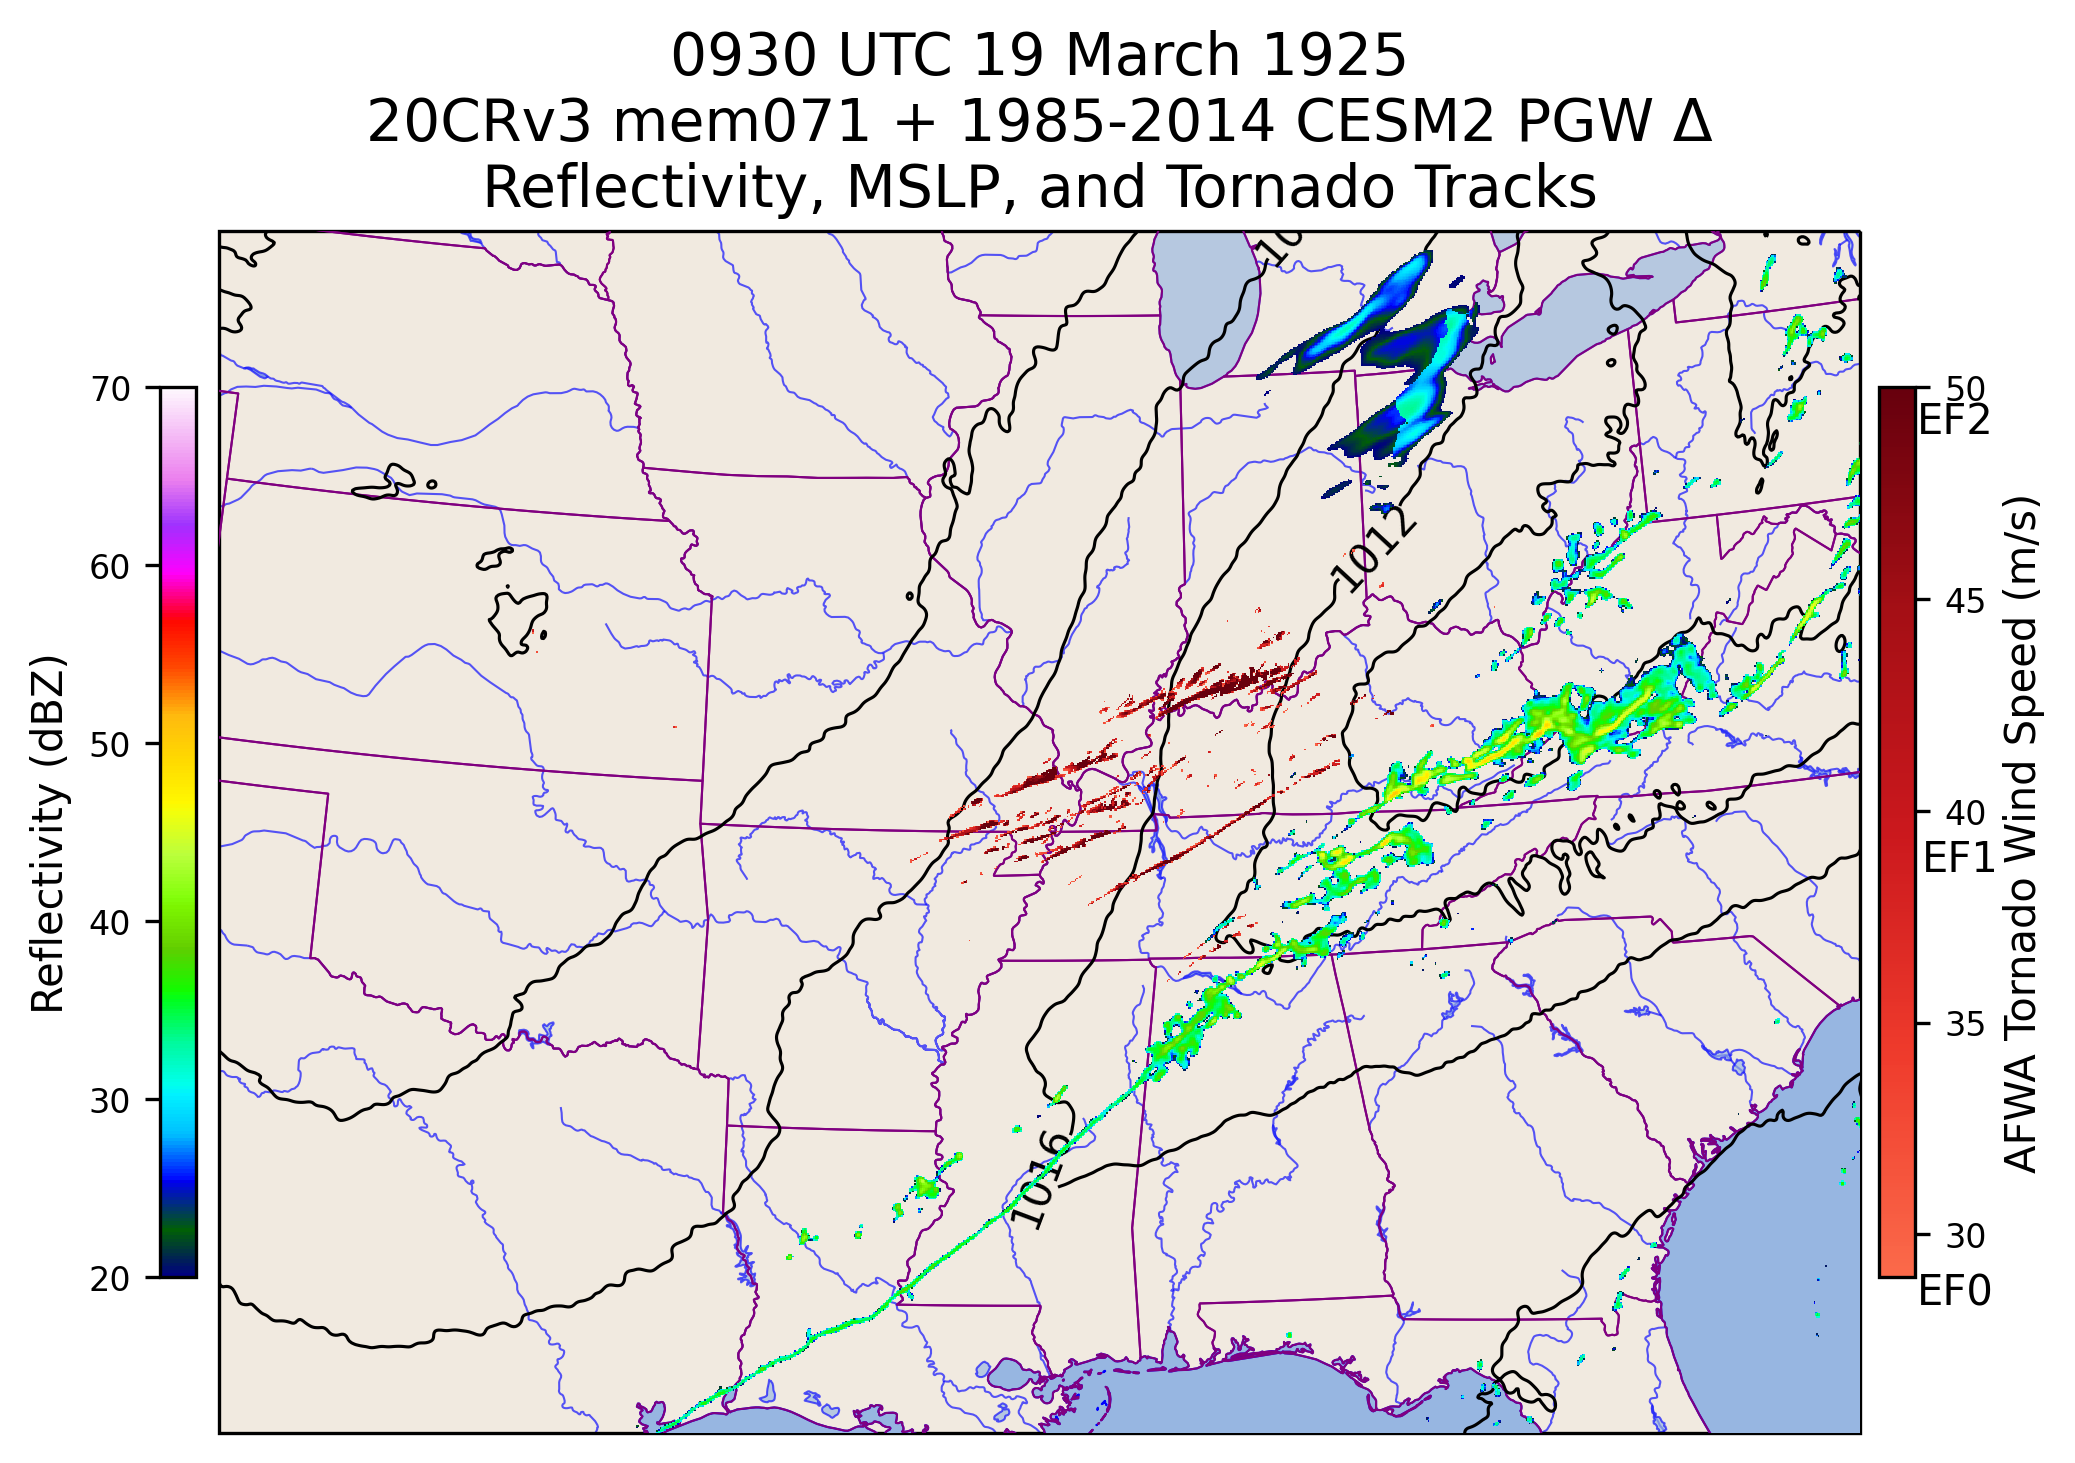 0930 UTC 19 March 1925
20CRv3 mem071 + 1985-2014 CESM2 PGW Δ
Reflectivity, MSLP, and Tornado Tracks
70
60
50
40
30
20
Reflectivity (dBZ)
10
1012
1016
50
EF2
45
40
EF1
35
30
EF0
AFWA Tornado Wind Speed (m/s)